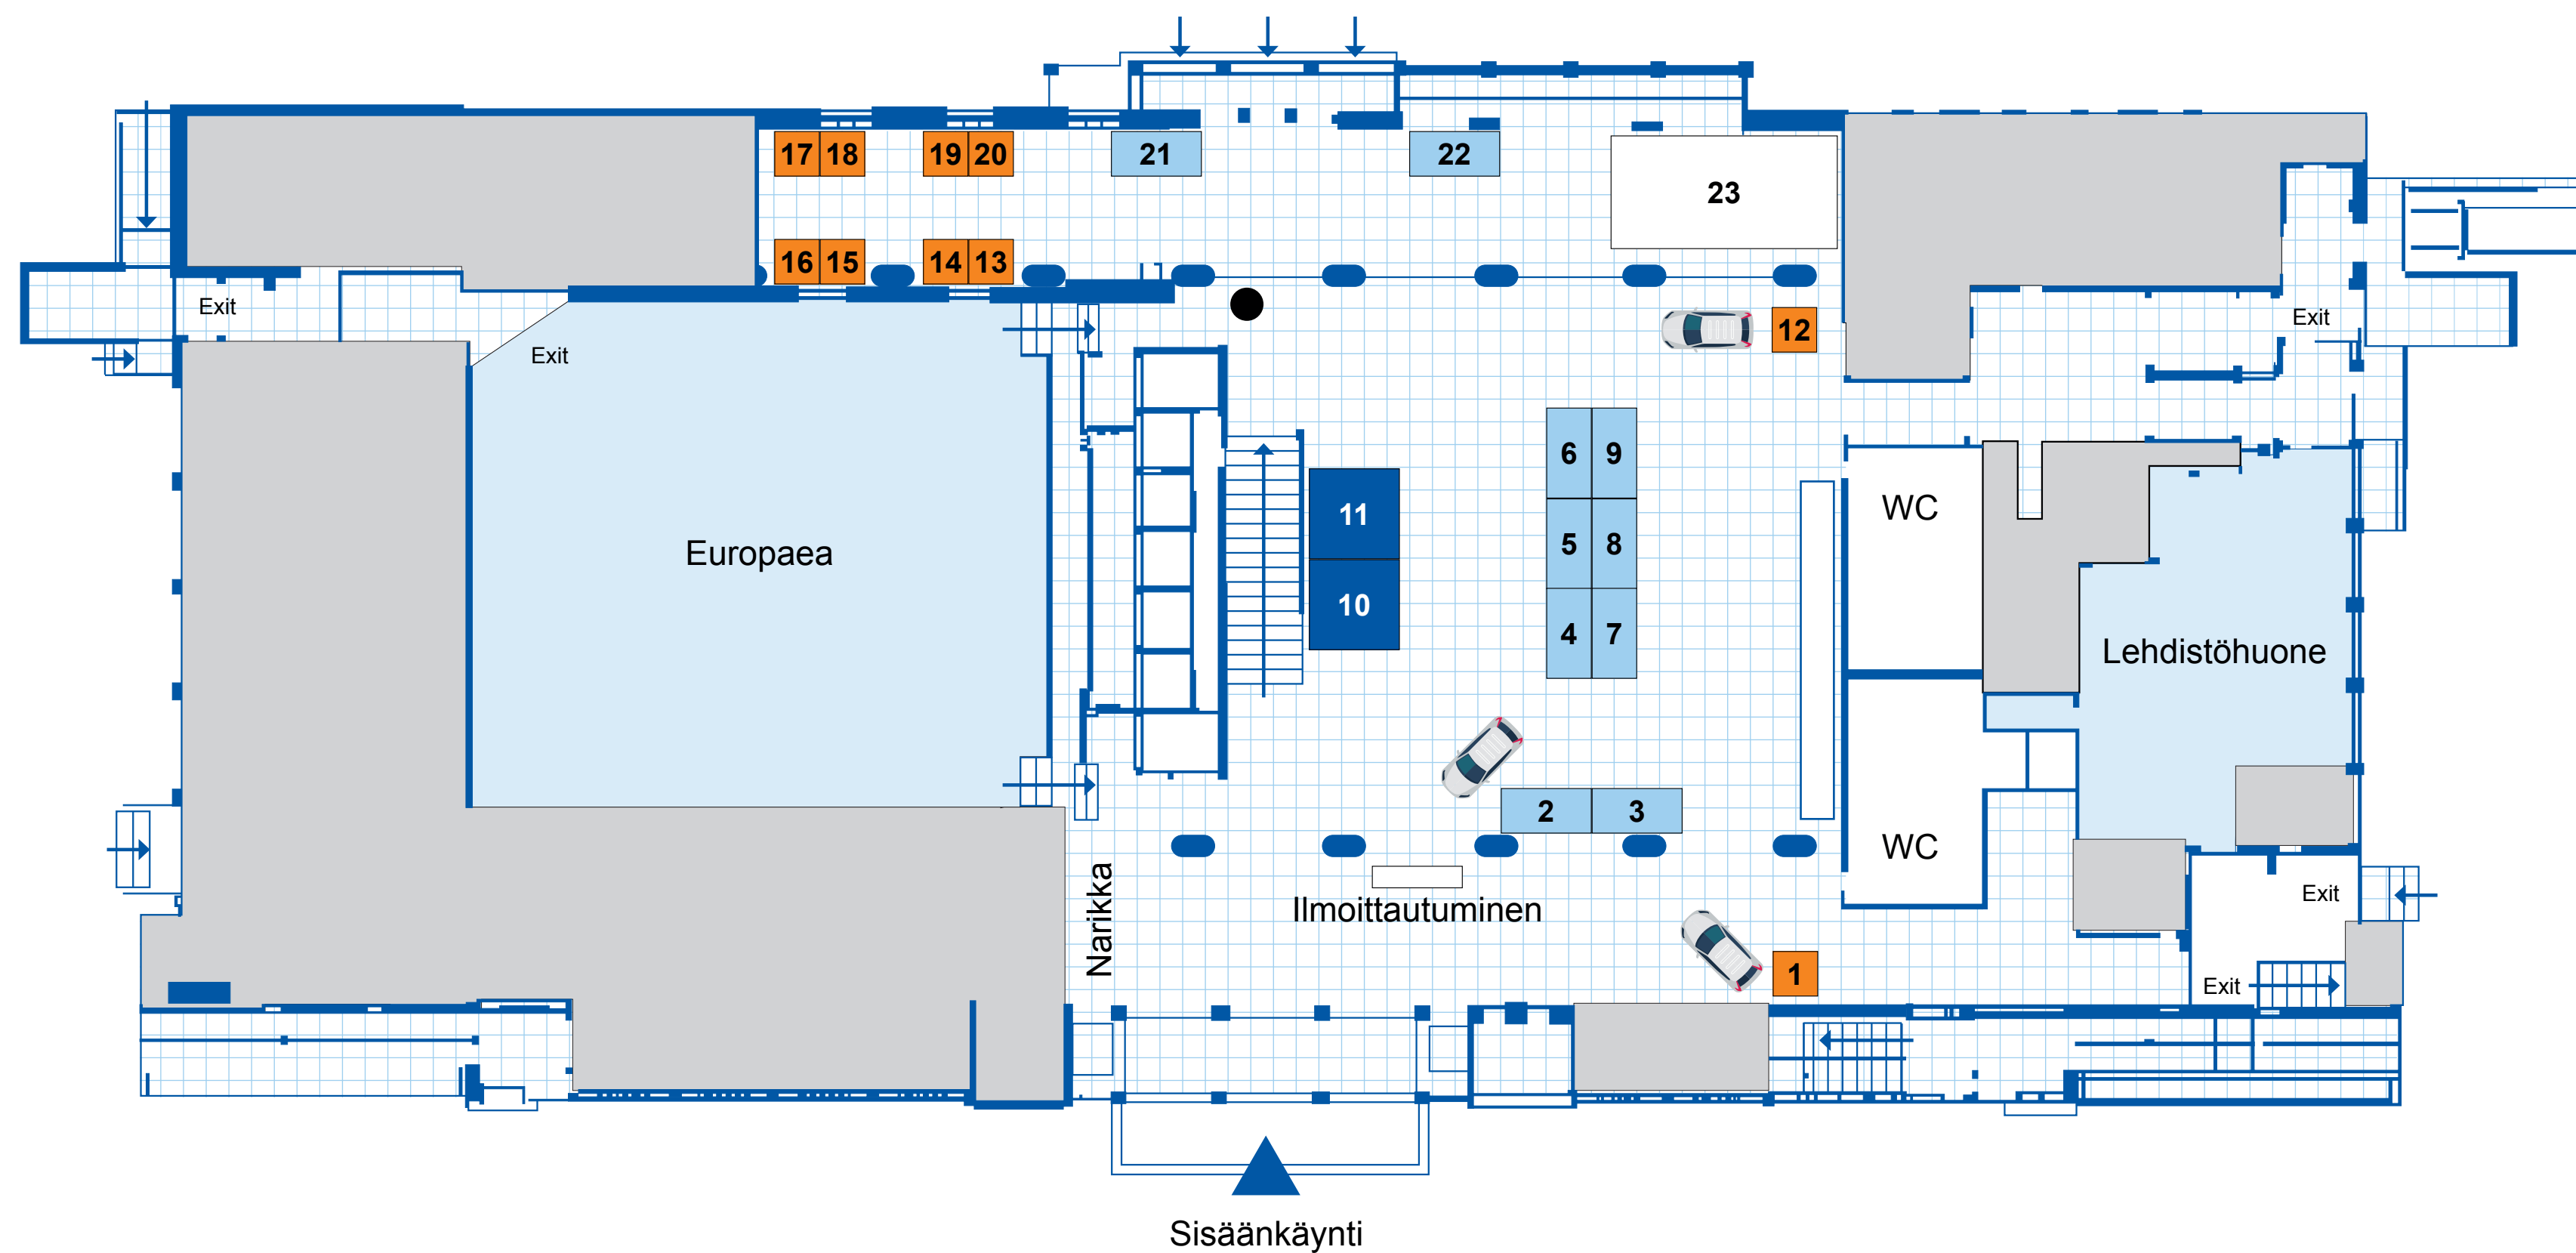 17 18 19 20 21 22
23
16 15 14 13
Exit
Exit
12
Exit
6 9
WC
11
5 8
Europaea
10
4 7
Lehdistöhuone
2 3
WC
Narikka
Ilmoittautuminen
Exit
1
Exit
Sisäänkäynti